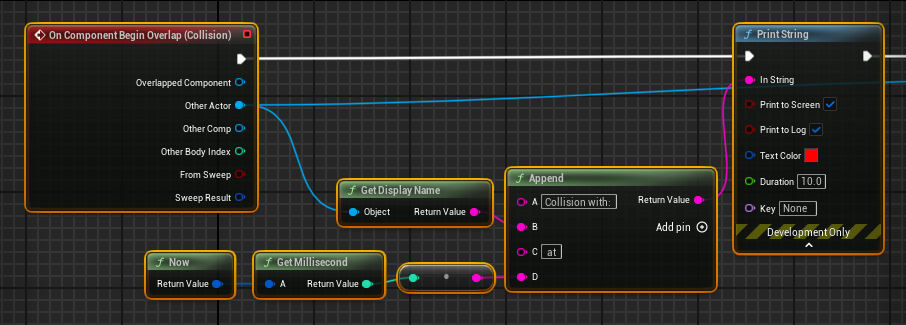 On Component Begin Overlap (Collision)
Overlapped Component
Other Actor
Other Comp
Other Body Index
From Sweep
Sweep Result
Now
Return Value
f Get Millisecond
A
Return Value
f Get Display Name
Object
Return Value
f Append
A Collision with:
Return Value
B
Add pin
C at
D
f Print String
In String
Print to Screen
Print to Log
Text Color
Duration 10.0
Key None
Development Only